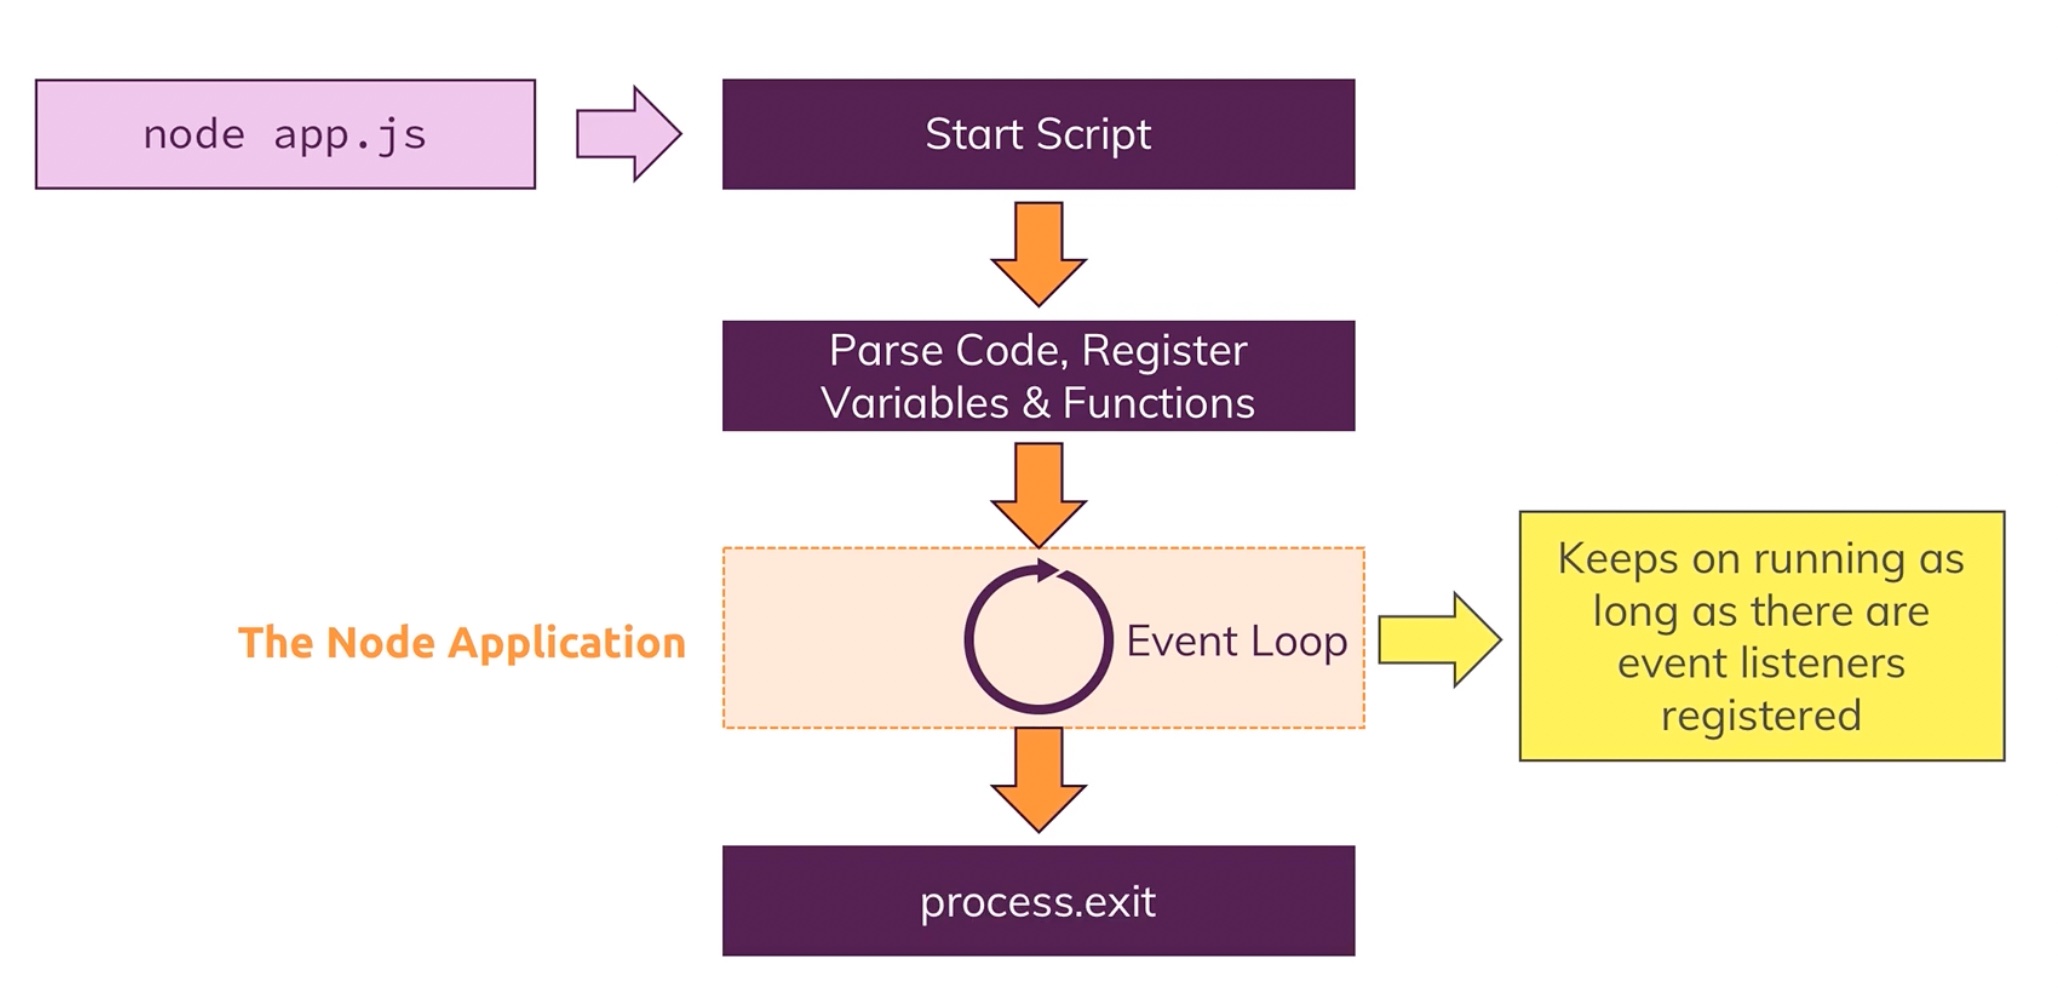 node app.js
Start Script
Parse Code, Register
Variables & Functions
The Node Application
Event Loop
Keeps on running as
long as there are
event listeners
registered
process.exit